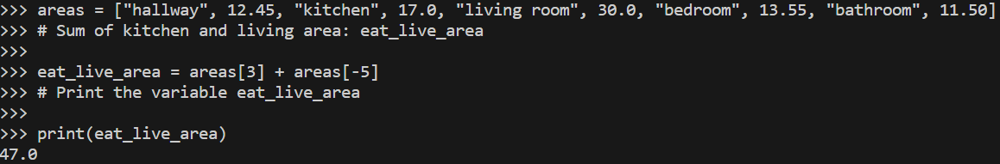 >>> areas = ["hallway", 12.45, "kitchen", 17.0, "living room", 30.0, "bedroom", 13.55, "bathroom", 11.50]
>>> # Sum of kitchen and living area: eat_live_area
>>>
>>> eat_live_area = areas[3] + areas[-5]
>>> # Print the variable eat_live_area
>>>
>>> print(eat_live_area)
47.0